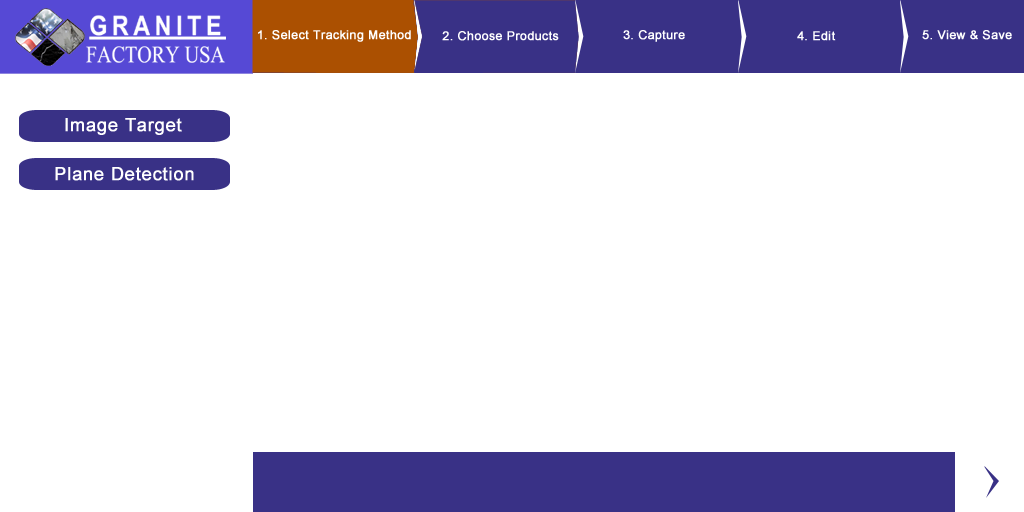 GRANITE
FACTORY USA
1. Select Tracking Method
2. Choose Products
3. Capture
4. Edit
5. View & Save
Image Target
Plane Detection